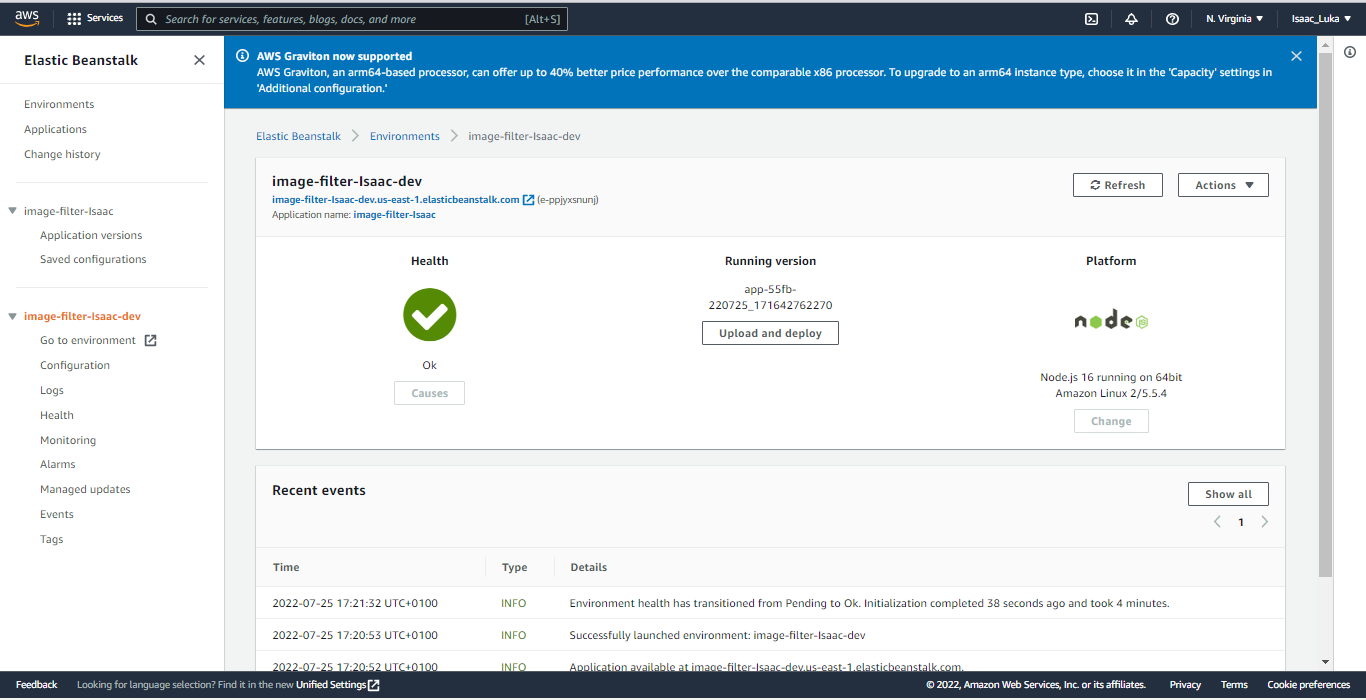 aws
Services
Search for services, features, blogs, docs, and more
[Alt+S]
N. Virginia
Isaac_Luka
Elastic Beanstalk
Environments
Applications
Change history
image-filter-Isaac
Application versions
Saved configurations
image-filter-Isaac-dev
Go to environment
Configuration
Logs
Health
Monitoring
Alarms
Managed updates
Events
Tags
AWS Graviton now supported
AWS Graviton, an arm64-based processor, can offer up to 40% better price performance over the comparable x86 processor. To upgrade to an arm64 instance type, choose it in the 'Capacity' settings in
'Additional configuration.'
Elastic Beanstalk
Environments
image-filter-Isaac-dev
image-filter-Isaac-dev
image-filter-Isaac-dev.us-east-1.elasticbeanstalk.com (e-ppjyxsnunj)
Application name: image-filter-Isaac
Refresh
Actions
Health
Ok
Causes
Running version
app-55fb-
220725_171642762270
Upload and deploy
Platform
node
JS
Node.js 16 running on 64bit
Amazon Linux 2/5.5.4
Change
Recent events
Show all
1
Time Type Details
2022-07-25 17:21:32 UTC+0100 INFO Environment health has transitioned from Pending to Ok. Initialization completed 38 seconds ago and took 4 minutes.
2022-07-25 17:20:53 UTC+0100 INFO Successfully launched environment: image-filter-Isaac-dev
2022-07-25 17:20:52 UTC+0100 INFO Application available at image-filter-Isaac-dev.us-east-1.elasticbeanstalk.com.
Feedback
Looking for language selection? Find it in the new Unified Settings
© 2022, Amazon Web Services, Inc. or its affiliates.
Privacy
Terms
Cookie preferences